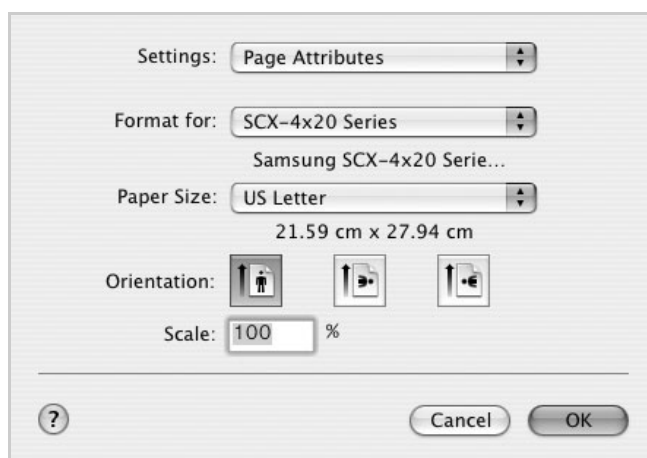 Settings: Page Attributes
Format for: SCX-4x20 Series
Samsung SCX-4x20 Serie...
Paper Size: US Letter
21.59 cm x 27.94 cm
Orientation:
Scale: 100 %
? Cancel OK